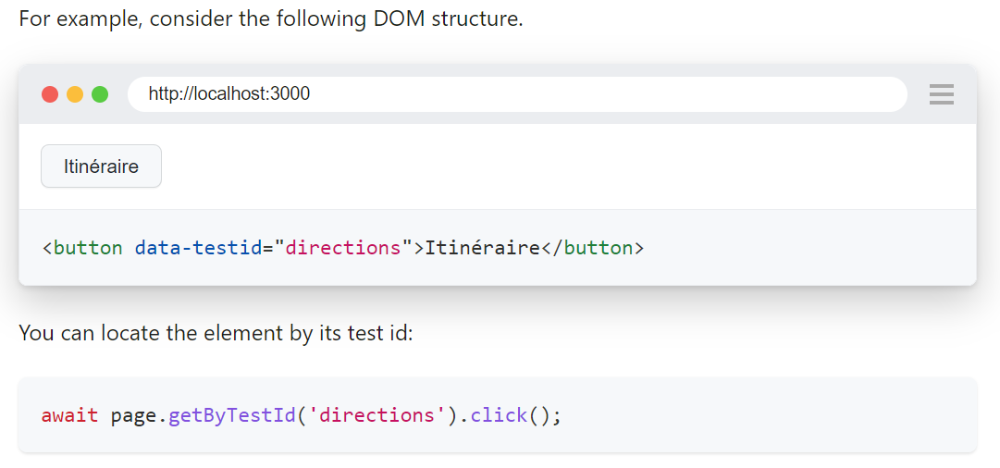 For example, consider the following DOM structure.
http://localhost:3000
Itinéraire
<button data-testid="directions">Itinéraire</button>
You can locate the element by its test id:
await page.getByTestId('directions').click();